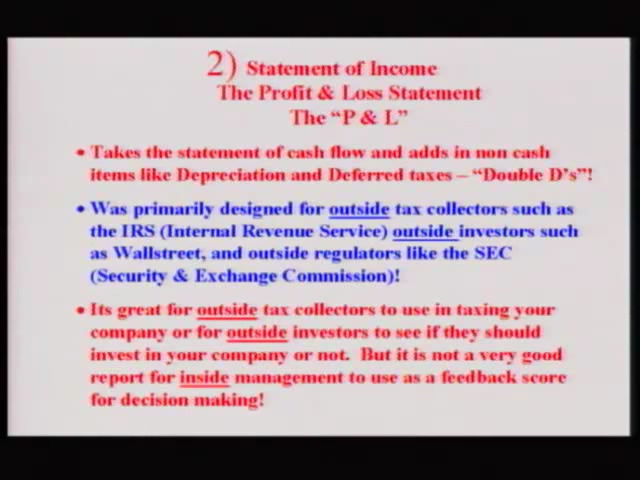 2) Statement of Income
The Profit & Loss Statement
The “P & L”
• Takes the statement of cash flow and adds in non cash
items like Depreciation and Deferred taxes – “Double D’s”!
• Was primarily designed for outside tax collectors such as
the IRS (Internal Revenue Service) outside investors such
as Wallstreet, and outside regulators like the SEC
(Security & Exchange Commission)!
• Its great for outside tax collectors to use in taxing your
company or for outside investors to see if they should
invest in your company or not. But it is not a very good
report for inside management to use as a feedback score
for decision making!